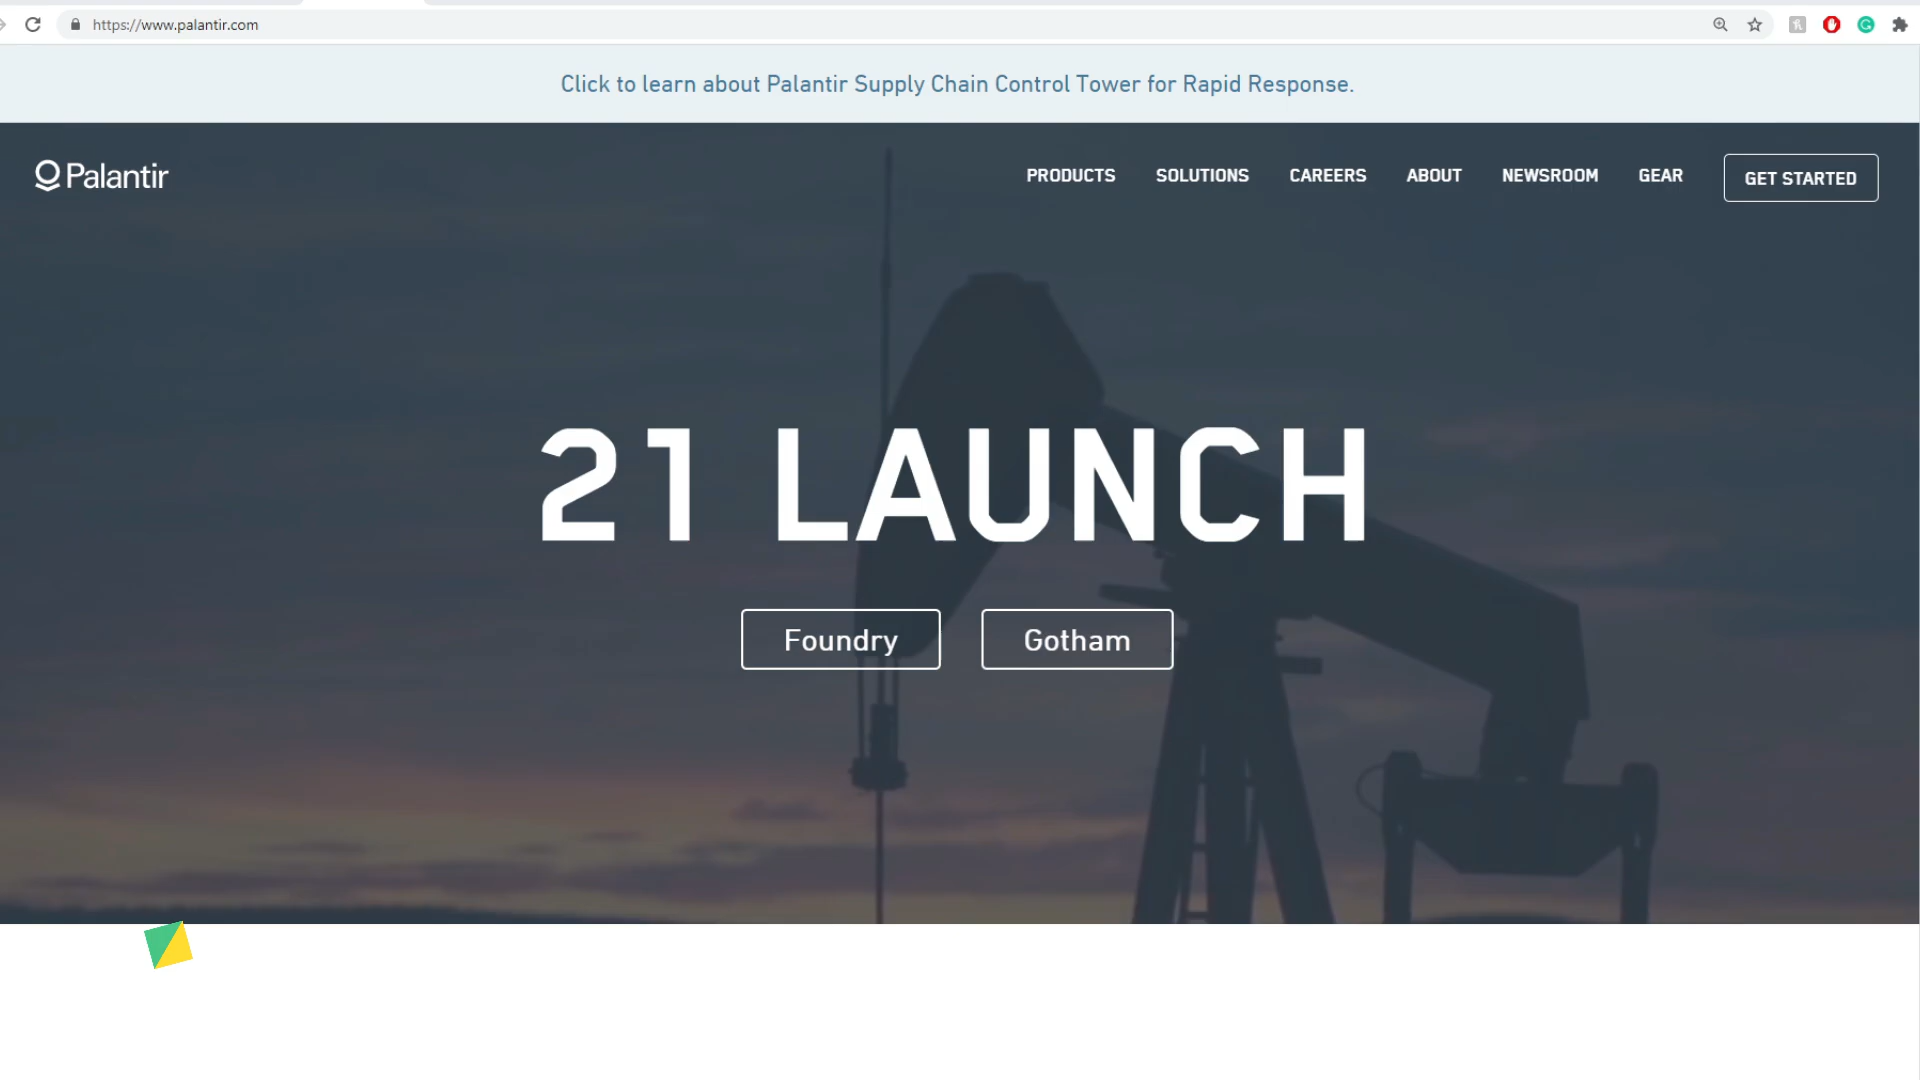 https://www.palantir.com
Click to learn about Palantir Supply Chain Control Tower for Rapid Response.
Palantir
PRODUCTS SOLUTIONS CAREERS ABOUT NEWSROOM GEAR GET STARTED
21 LAUNCH
Foundry Gotham